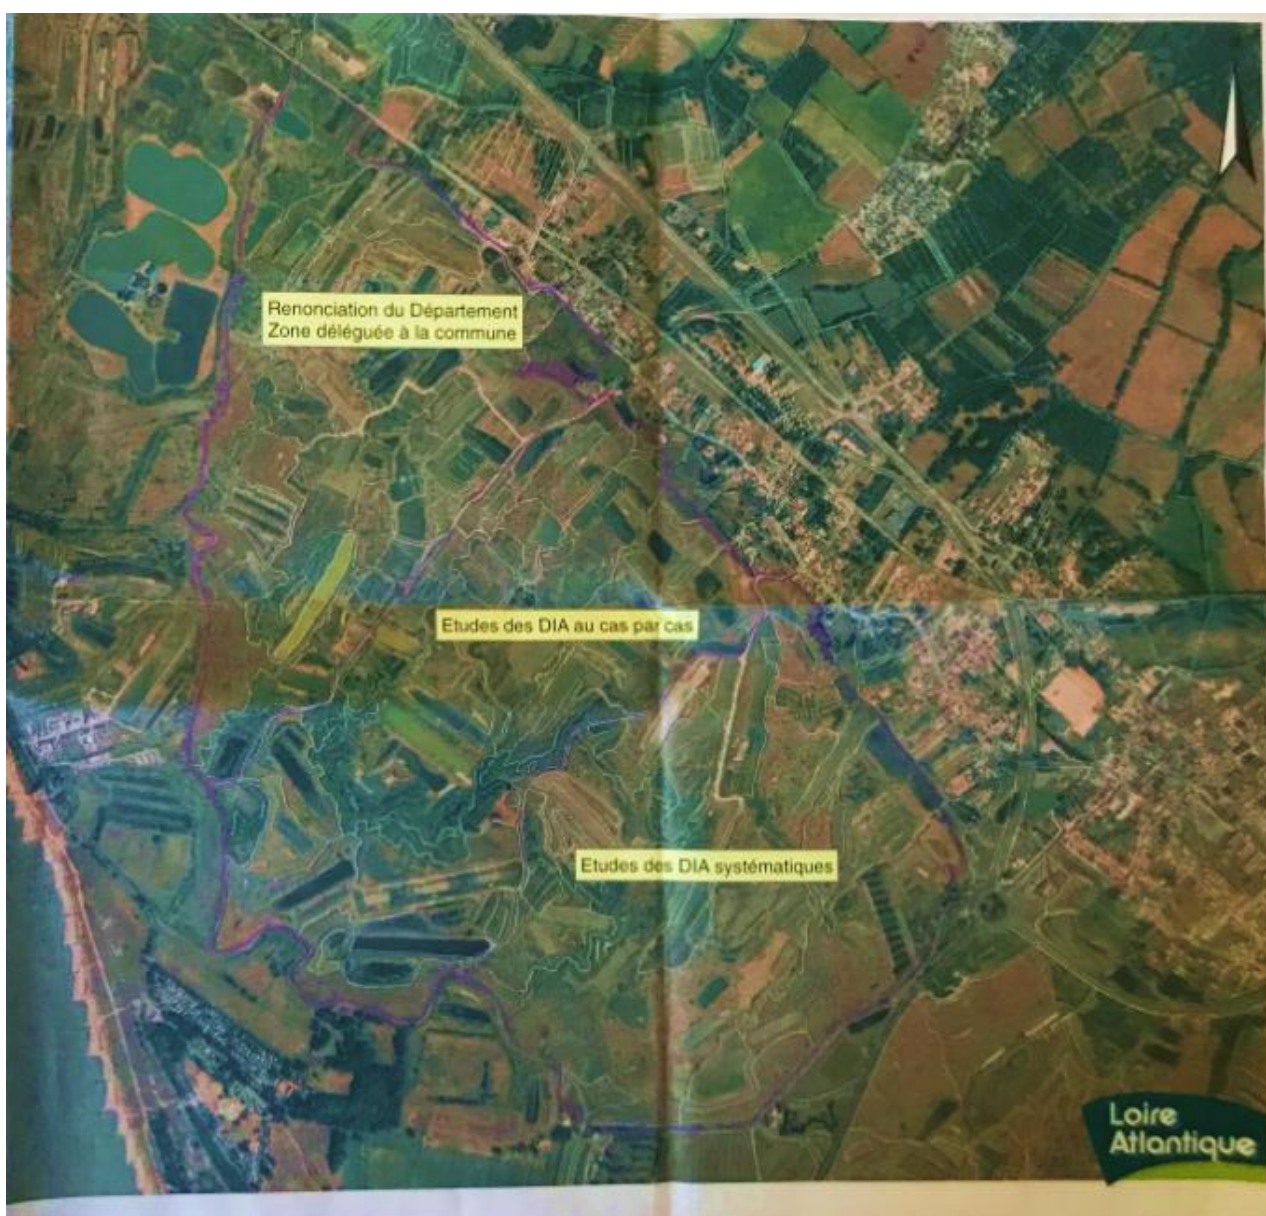 Renonciation du Département
Zone déléguée à la commune
Etudes des DIA au cas par cas
Etudes des DIA systématiques
Loire
Atlantique